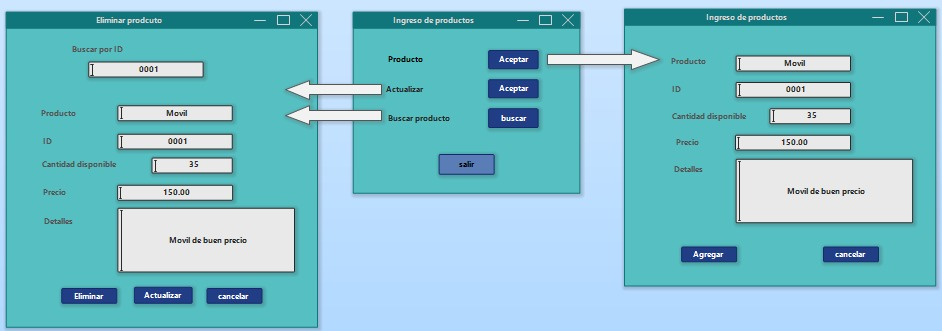 Eliminar prodcuto
Buscar por ID
0001
Producto
Movil
ID
0001
Cantidad disponible
35
Precio
150.00
Detalles
Movil de buen precio
Eliminar
Actualizar
cancelar
Ingreso de productos
Producto
Aceptar
Actualizar
Aceptar
Buscar producto
buscar
salir
Ingreso de productos
Producto
Movil
ID
0001
Cantidad disponible
35
Precio
150.00
Detalles
Movil de buen precio
Agregar
cancelar